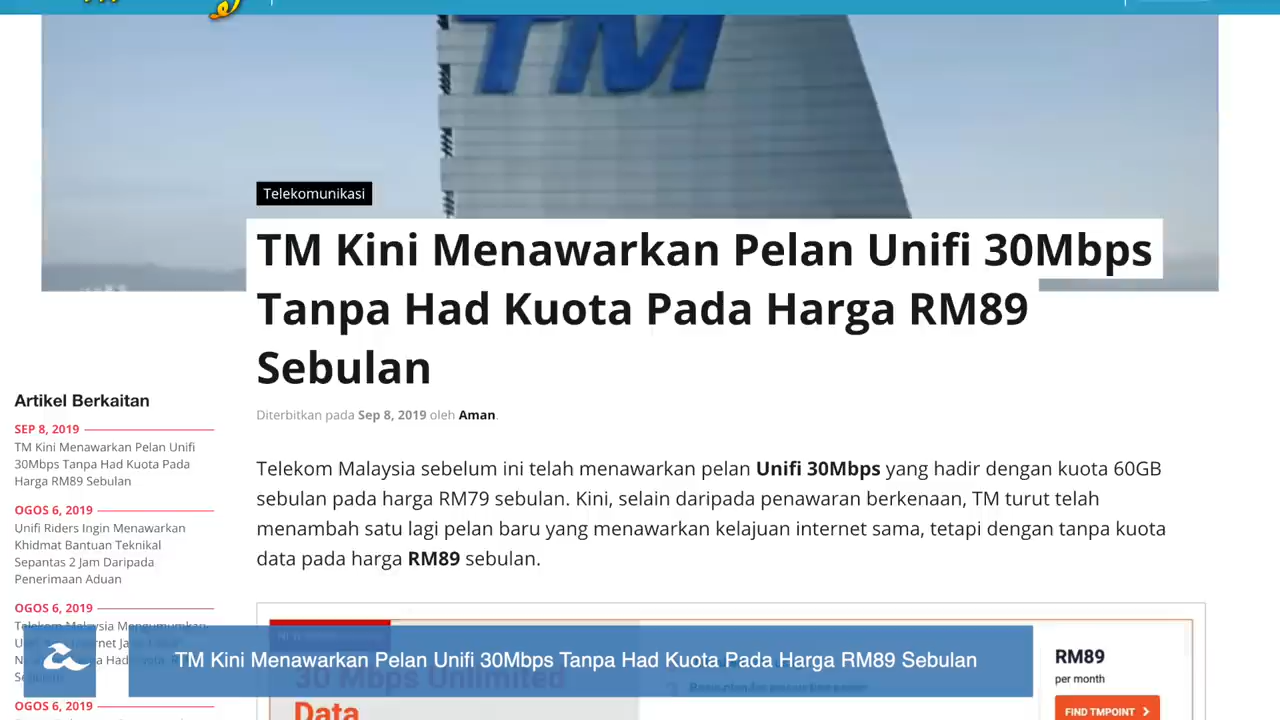 TM
Telekomunikasi
TM Kini Menawarkan Pelan Unifi 30Mbps
Tanpa Had Kuota Pada Harga RM89
Sebulan
Diterbitkan pada Sep 8, 2019 oleh Aman.
Artikel Berkaitan
SEP 8, 2019
TM Kini Menawarkan Pelan Unifi
30Mbps Tanpa Had Kuota Pada
Harga RM89 Sebulan
OGOS 6, 2019
Unifi Riders Ingin Menawarkan
Khidmat Bantuan Teknikal
Sepantas 2 Jam Daripada
Penerimaan Aduan
OGOS 6, 2019
Telekom Malaysia Mengumumkan
OGOS 6, 2019
Telekom Malaysia sebelum ini telah menawarkan pelan Unifi 30Mbps yang hadir dengan kuota 60GB
sebulan pada harga RM79 sebulan. Kini, selain daripada penawaran berkenaan, TM turut telah
menambah satu lagi pelan baru yang menawarkan kelajuan internet sama, tetapi dengan tanpa kuota
data pada harga RM89 sebulan.
30 Mbps Unlimited
Data
RM89
per month
FIND TMPOINT
TM Kini Menawarkan Pelan Unifi 30Mbps Tanpa Had Kuota Pada Harga RM89 Sebulan